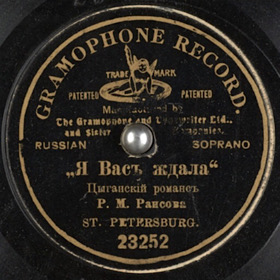 GRAMOPHONE RECORD.
TRADE MARK
PATENTED PATENTED
Manufactured by
The Gramophone and Typewriter Ltd.,
and Sister Companies.
RUSSIAN SOPRANO
„Я Васъ ждала“
Цыганскій романсъ
Р. М. Раисова
ST. PETERSBURG.
23252